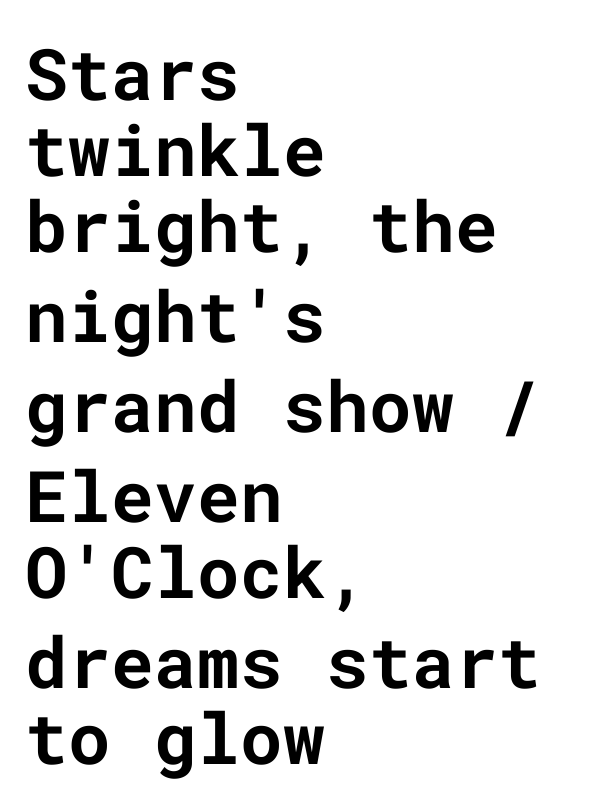 Stars
twinkle
bright, the
night's
grand show /
Eleven
O'Clock,
dreams start
to glow